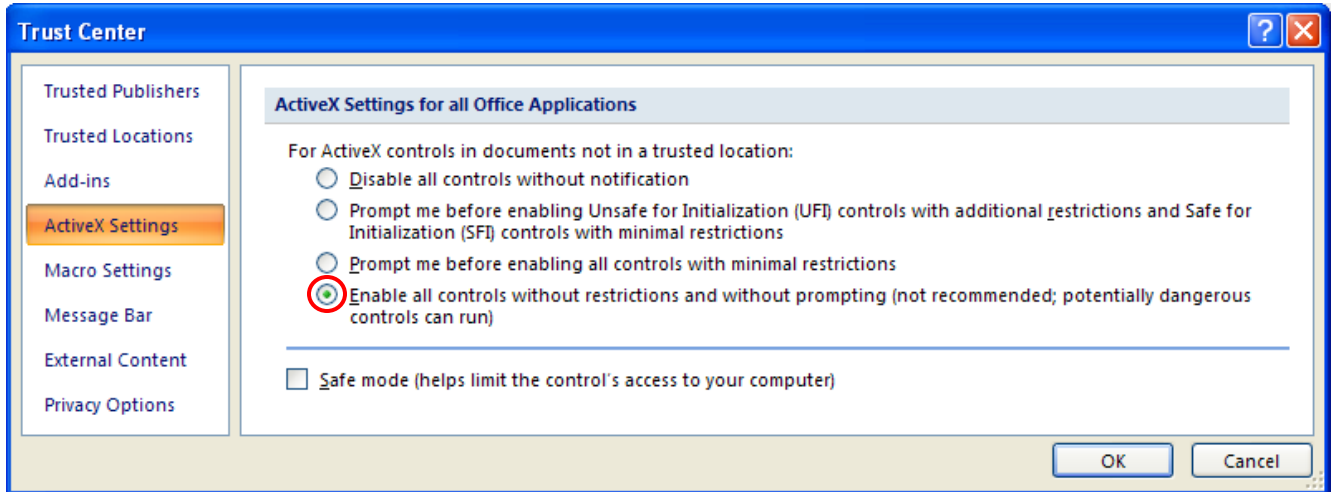 Trust Center
Trusted Publishers
Trusted Locations
Add-ins
ActiveX Settings
Macro Settings
Message Bar
External Content
Privacy Options
ActiveX Settings for all Office Applications
For ActiveX controls in documents not in a trusted location:
Disable all controls without notification
Prompt me before enabling Unsafe for Initialization (UFI) controls with additional restrictions and Safe for
Initialization (SFI) controls with minimal restrictions
Prompt me before enabling all controls with minimal restrictions
Enable all controls without restrictions and without prompting (not recommended; potentially dangerous
controls can run)
Safe mode (helps limit the control's access to your computer)
OK
Cancel